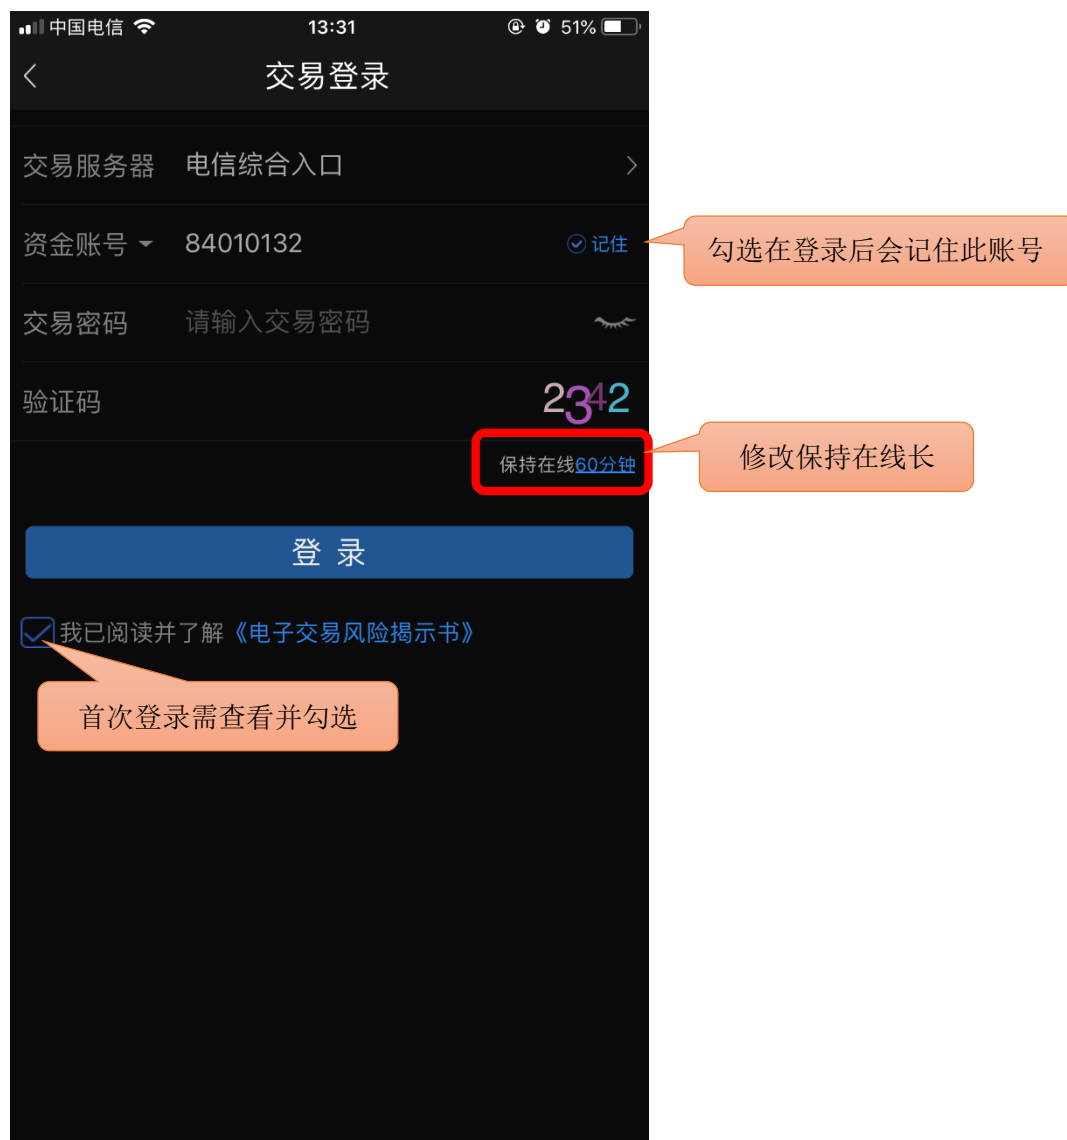 中国电信 13:31 51%
交易登录
交易服务器 电信综合入口
资金账号 84010132 记住
勾选在登录后会记住此账号
交易密码 请输入交易密码
验证码 2342
保持在线60分钟
修改保持在线长
登 录
我已阅读并了解《电子交易风险揭示书》
首次登录需查看并勾选